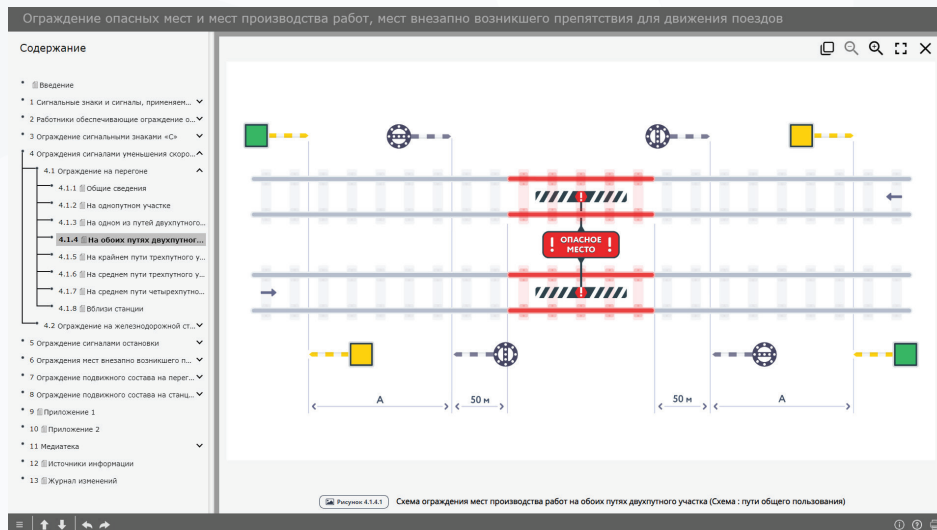 Ограждение опасных мест и мест производства работ, мест внезапно возникшего препятствия для движения поездов
Содержание
Введение
1 Сигнальные знаки и сигналы, применяем...
2 Работники обеспечивающие ограждение о...
3 Ограждение сигнальными знаками «С»
4 Ограждения сигналами уменьшения скоро...
4.1 Ограждение на перегоне
4.1.1 Общие сведения
4.1.2 На однопутном участке
4.1.3 На одном из путей двухпутного...
4.1.4 На обоих путях двухпутног...
4.1.5 На крайнем пути трехпутного у...
4.1.6 На среднем пути трехпутного у...
4.1.7 На среднем пути четырехпутно...
4.1.8 Вблизи станции
4.2 Ограждение на железнодорожной ст...
5 Ограждение сигналами остановки
6 Ограждения мест внезапно возникшего п...
7 Ограждение подвижного состава на перег...
8 Ограждение подвижного состава на станц...
9 Приложение 1
10 Приложение 2
11 Медиатека
12 Источники информации
13 Журнал изменений
! ОПАСНОЕ МЕСТО !
А
50 м
50 м
А
Рисунок 4.1.4.1 Схема ограждения мест производства работ на обоих путях двухпутного участка (Схема : пути общего пользования)